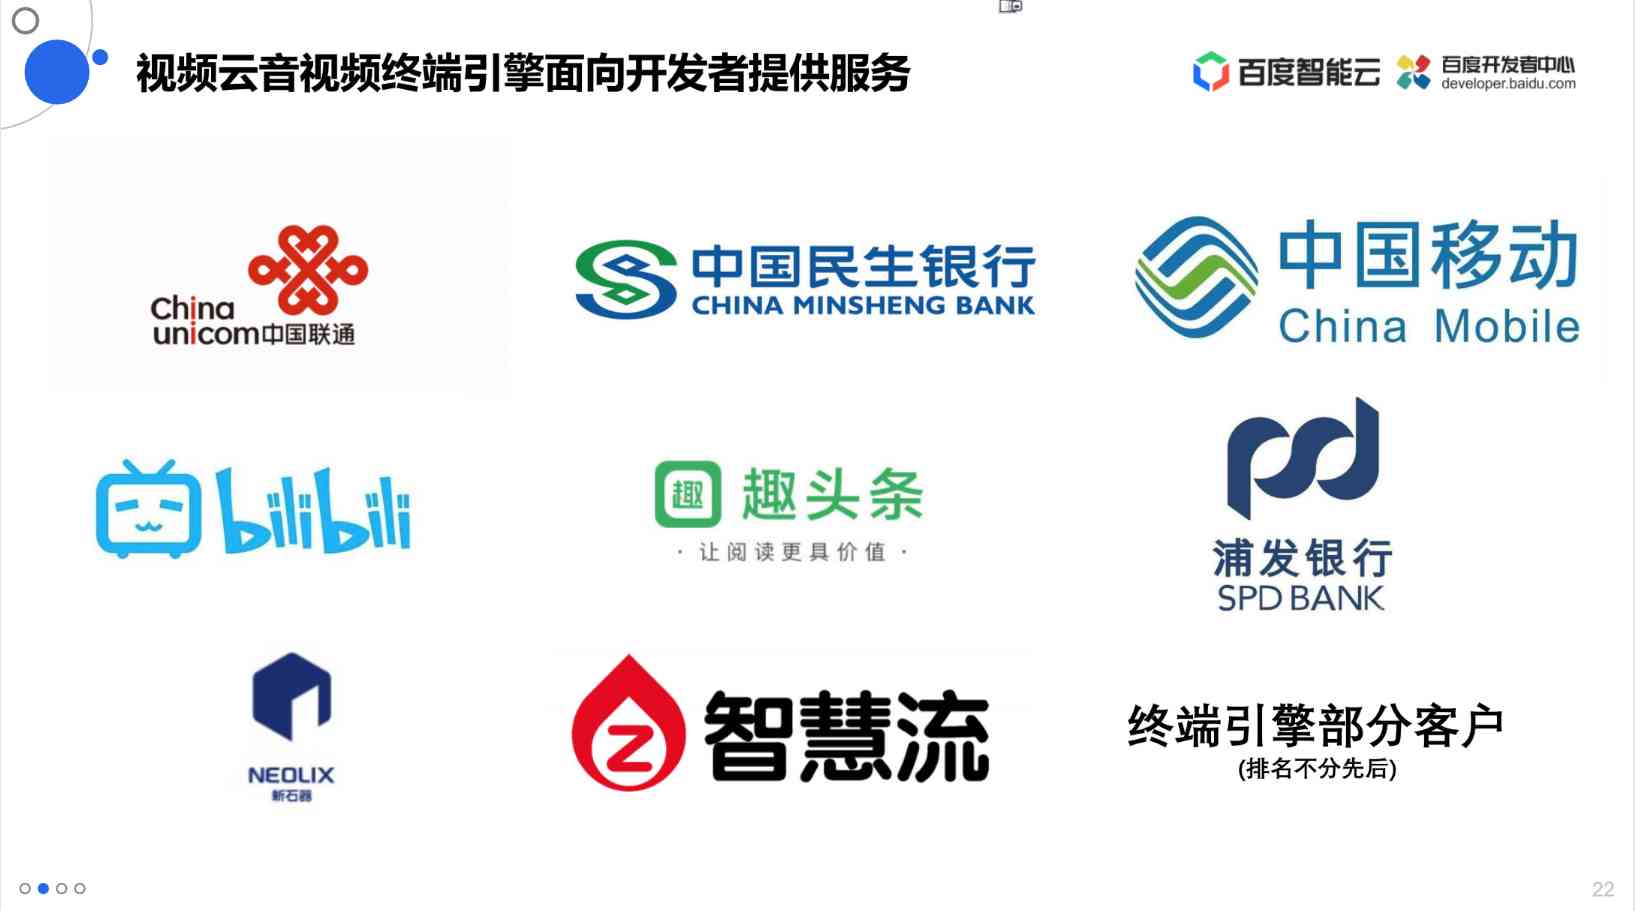 视频云音视频终端引擎面向开发者提供服务
百度智能云
百度开发者中心
developer.baidu.com
China
unicom中国联通
中国民生银行
CHINA MINSHENG BANK
中国移动
China Mobile
bilibili
趣 趣头条
· 让阅读更具价值 ·
浦发银行
SPD BANK
NEOLIX
新石器
Z 智慧流
终端引擎部分客户
(排名不分先后)
22